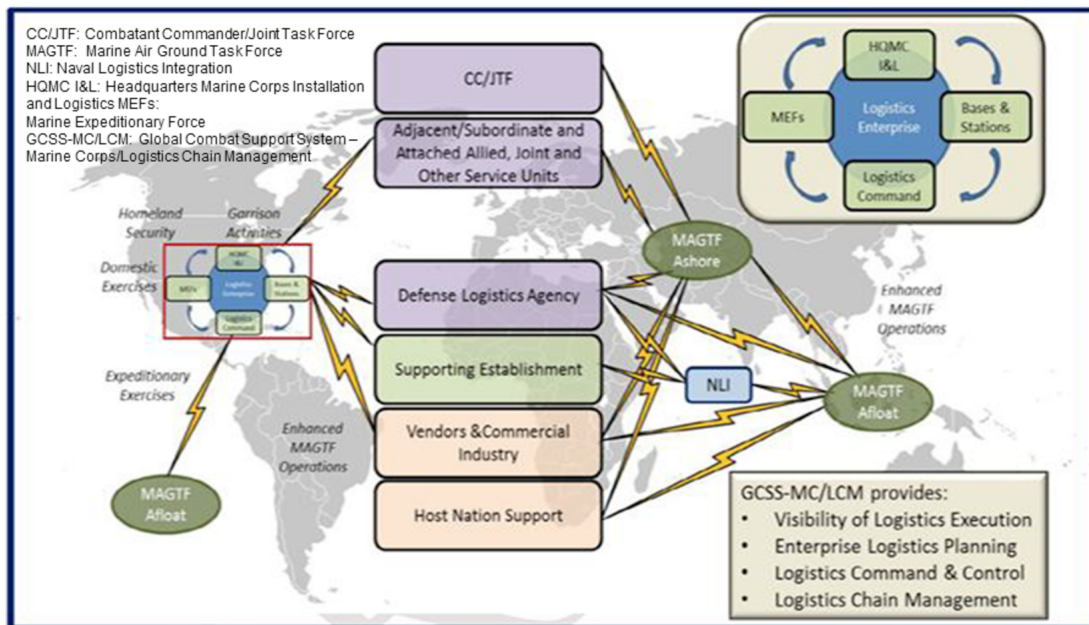 CC/JTF: Combatant Commander/Joint Task Force
MAGTF: Marine Air Ground Task Force
NLI: Naval Logistics Integration
HQMC I&L: Headquarters Marine Corps Installation
and Logistics MEFs:
Marine Expeditionary Force
GCSS-MC/LCM: Global Combat Support System –
Marine Corps/Logistics Chain Management
CC/JTF
Adjacent/Subordinate and
Attached Allied, Joint and
Other Service Units
HQMC
I&L
MEFs
Logistics
Enterprise
Bases &
Stations
Logistics
Command
Homeland
Security
Garrison
Activities
Domestic
Exercises
HQMC
I&L
MEFs
Logistics
Enterprise
Bases &
Stations
Logistics
Command
Expeditionary
Exercises
MAGTF
Afloat
Enhanced
MAGTF
Operations
Defense Logistics Agency
Supporting Establishment
Vendors &Commercial
Industry
Host Nation Support
MAGTF
Ashore
Enhanced
MAGTF
Operations
NLI
MAGTF
Afloat
GCSS-MC/LCM provides:
• Visibility of Logistics Execution
• Enterprise Logistics Planning
• Logistics Command & Control
• Logistics Chain Management